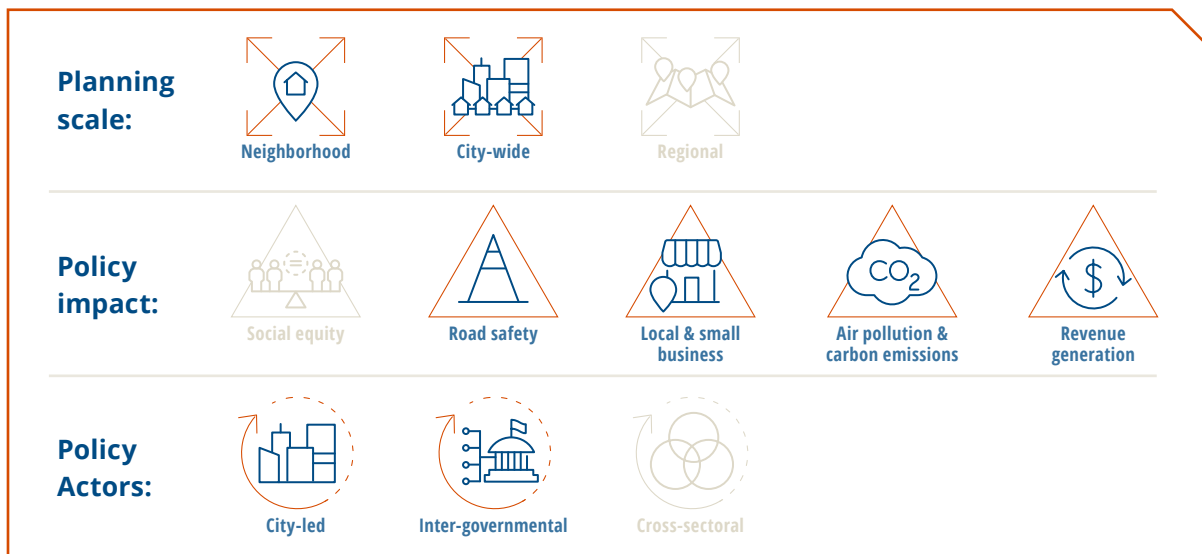 Planning
scale:
Neighborhood
City-wide
Regional
Policy
impact:
Social equity
Road safety
Local & small
business
CO2
Air pollution &
carbon emissions
$
Revenue
generation
Policy
Actors:
City-led
Inter-governmental
Cross-sectoral